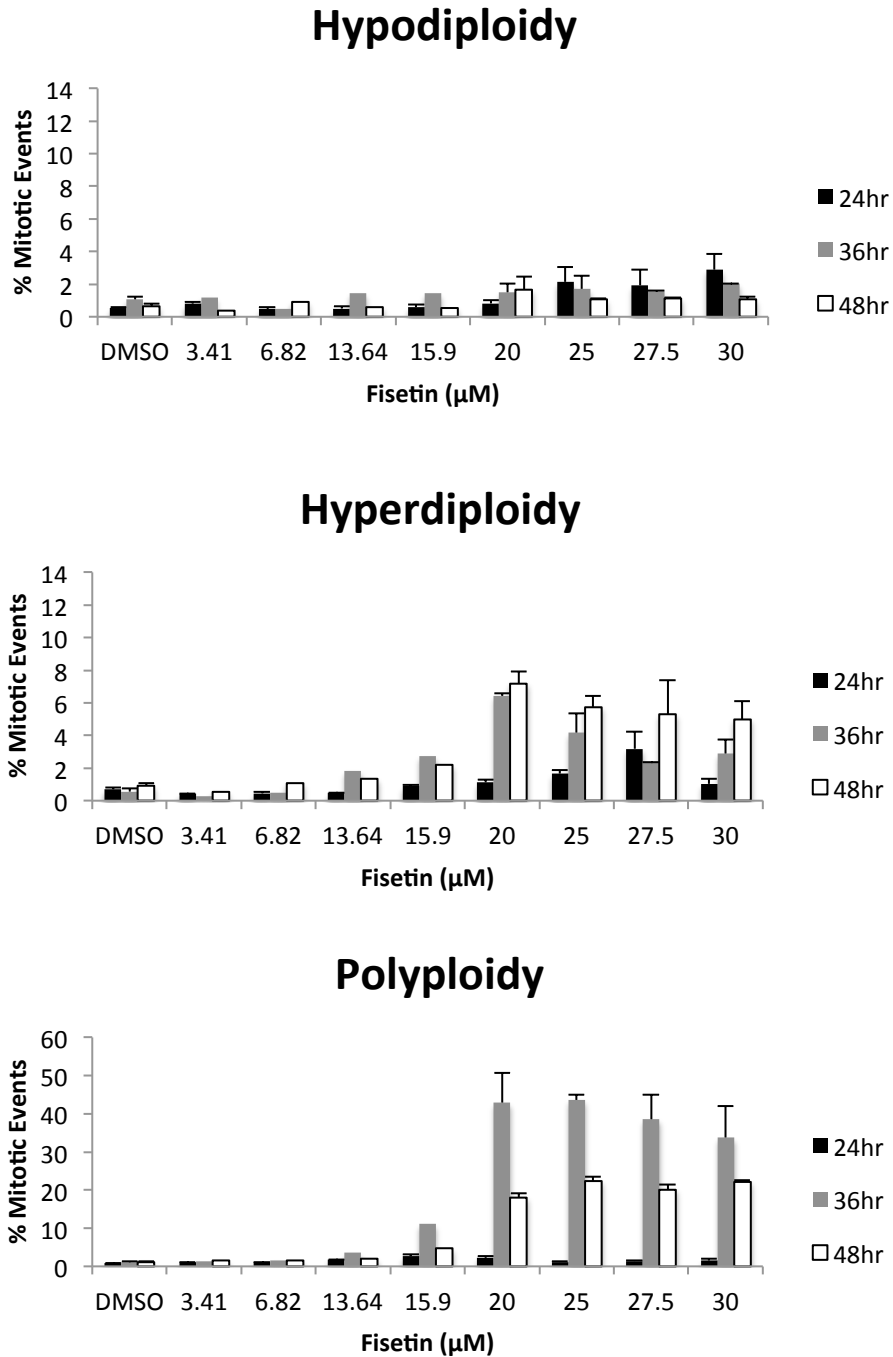 Hypodiploidy
% Mitotic Events
14
12
10
8
6
4
2
0
DMSO 3.41 6.82 13.64 15.9 20 25 27.5 30
Fisetin (µM)
24hr
36hr
48hr
Hyperdiploidy
% Mitotic Events
14
12
10
8
6
4
2
0
DMSO 3.41 6.82 13.64 15.9 20 25 27.5 30
Fisetin (µM)
24hr
36hr
48hr
Polyploidy
% Mitotic Events
60
50
40
30
20
10
0
DMSO 3.41 6.82 13.64 15.9 20 25 27.5 30
Fisetin (µM)
24hr
36hr
48hr